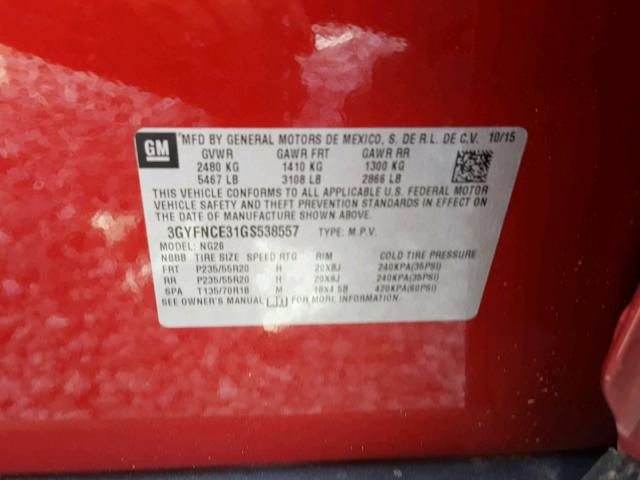 GM
*MFD BY GENERAL MOTORS DE MEXICO, S. DE R.L. DE C.V. 10/15
GVWR GAWR FRT GAWR RR
2480 KG 1410 KG 1300 KG
5467 LB 3108 LB 2866 LB
THIS VEHICLE CONFORMS TO ALL APPLICABLE U.S. FEDERAL MOTOR
VEHICLE SAFETY AND THEFT PREVENTION STANDARDS IN EFFECT
ON THE DATE OF MANUFACTURE SHOWN ABOVE.
3GYFNCE31GS538557 TYPE: M.P.V.
MODEL: NG26
NBBB TIRE SIZE SPEED RTG RIM COLD TIRE PRESSURE
FRT P235/55R20 H 20X8J 240KPA(35PSI)
RR P235/55R20 H 20X8J 240KPA(35PSI)
SPA T135/70R18 M 18X4.5B 420KPA(60PSI)
SEE OWNER'S MANUAL FOR MORE INFORMATION.